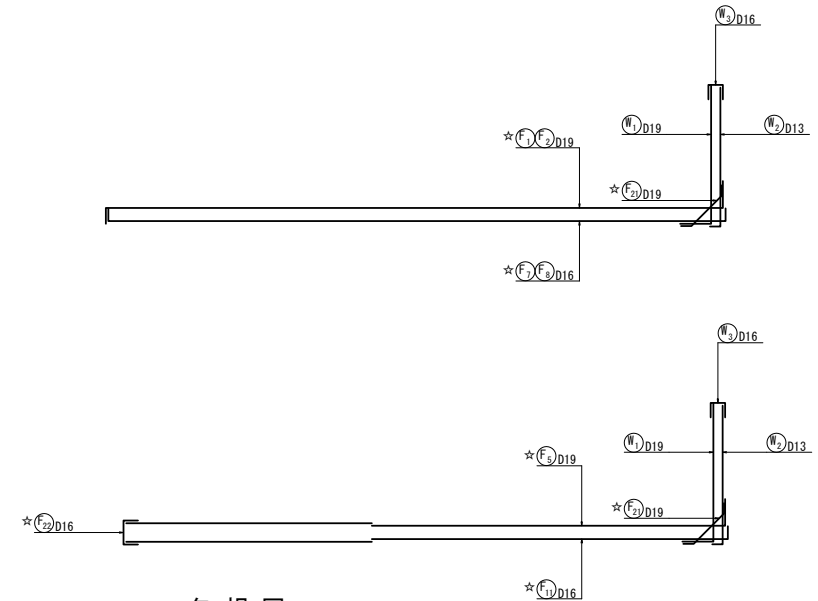 W3 D16
W1 D19
W2 D13
☆ F1 F2 D19
☆ F21 D19
☆ F7 F8 D16
W3 D16
W1 D19
W2 D13
☆ F5 D19
☆ F21 D19
☆ F22 D16
☆ F11 D16